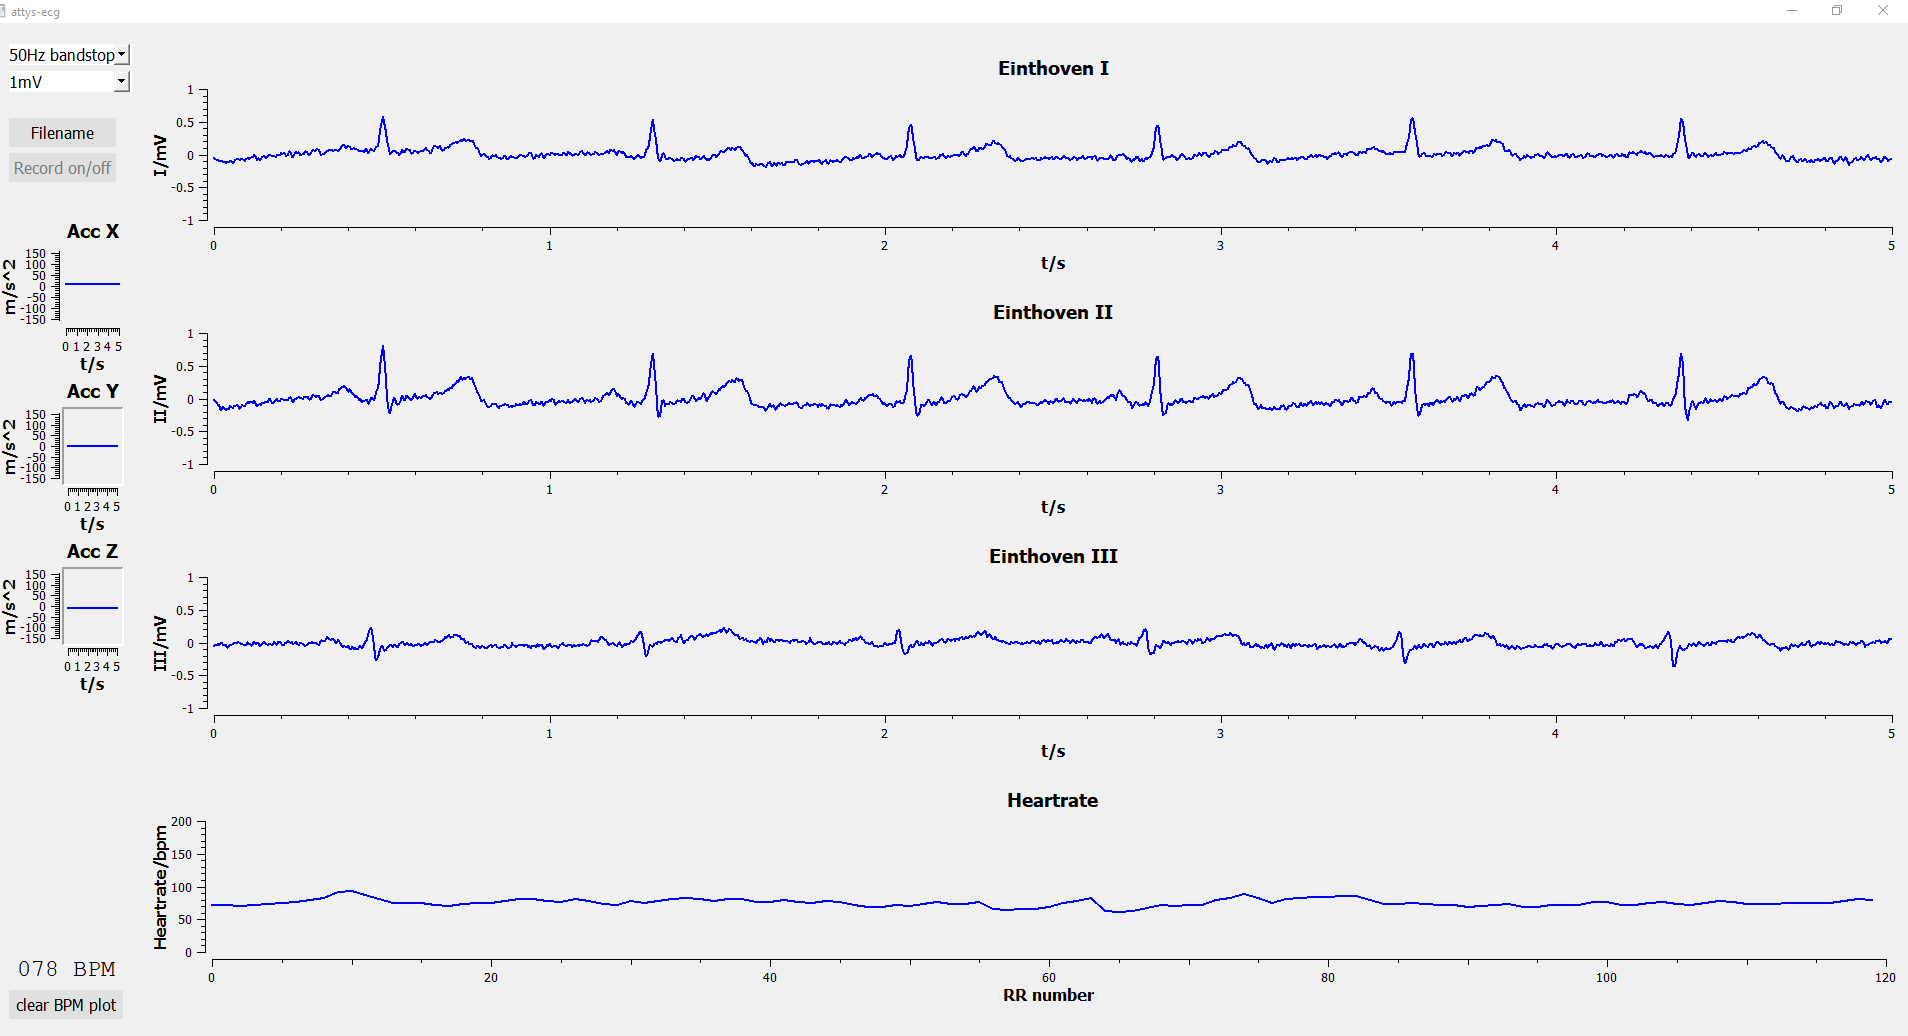 attys-ecg
50Hz bandstop
1mV
Filename
Record on/off
Acc X
150
100
50
0
-50
-100
-150
m/s^2
0 1 2 3 4 5
t/s
Acc Y
150
100
50
0
-50
-100
-150
m/s^2
0 1 2 3 4 5
t/s
Acc Z
150
100
50
0
-50
-100
-150
m/s^2
0 1 2 3 4 5
t/s
078 BPM
clear BPM plot
Einthoven I
1
0.5
0
-0.5
-1
I/mV
0 1 2 3 4 5
t/s
Einthoven II
1
0.5
0
-0.5
-1
II/mV
0 1 2 3 4 5
t/s
Einthoven III
1
0.5
0
-0.5
-1
III/mV
0 1 2 3 4 5
t/s
Heartrate
200
150
100
50
0
Heartrate/bpm
0 20 40 60 80 100 120
RR number